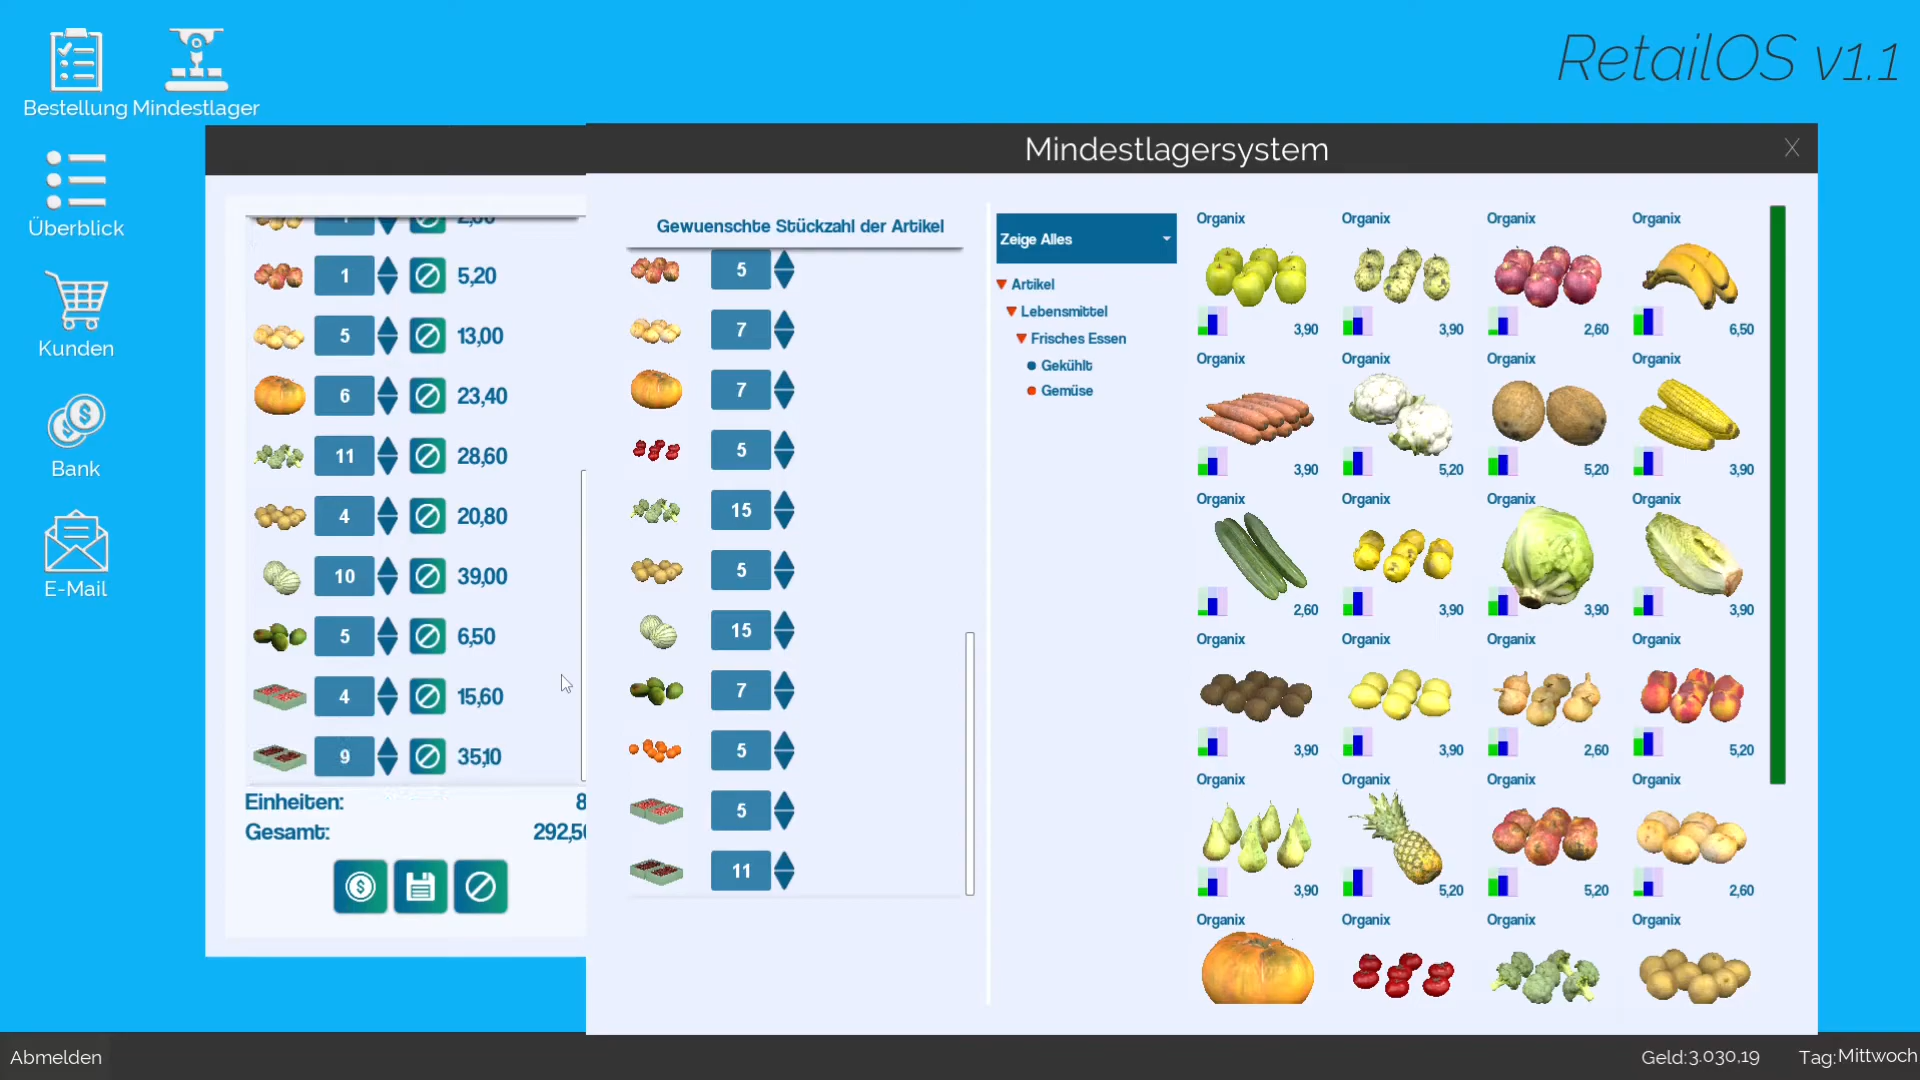 RetailOS v1.1
Bestellung
Mindestlager
Überblick
Kunden
Bank
E-Mail
Mindestlagersystem
X
1 5,20
5 13,00
6 23,40
11 28,60
4 20,80
10 39,00
5 6,50
4 15,60
9 35,10
Einheiten: 8
Gesamt: 292,50
Gewuenschte Stückzahl der Artikel
5
7
7
5
15
5
15
7
5
5
11
Zeige Alles
Artikel
Lebensmittel
Frisches Essen
Gekühlt
Gemüse
Organix Organix Organix Organix
3,90 3,90 2,60 6,50
Organix Organix Organix Organix
3,90 5,20 5,20 3,90
Organix Organix Organix Organix
2,60 3,90 3,90 3,90
Organix Organix Organix Organix
3,90 3,90 2,60 5,20
Organix Organix Organix Organix
3,90 5,20 5,20 2,60
Organix Organix Organix Organix
Abmelden
Geld:3.030,19
Tag:Mittwoch